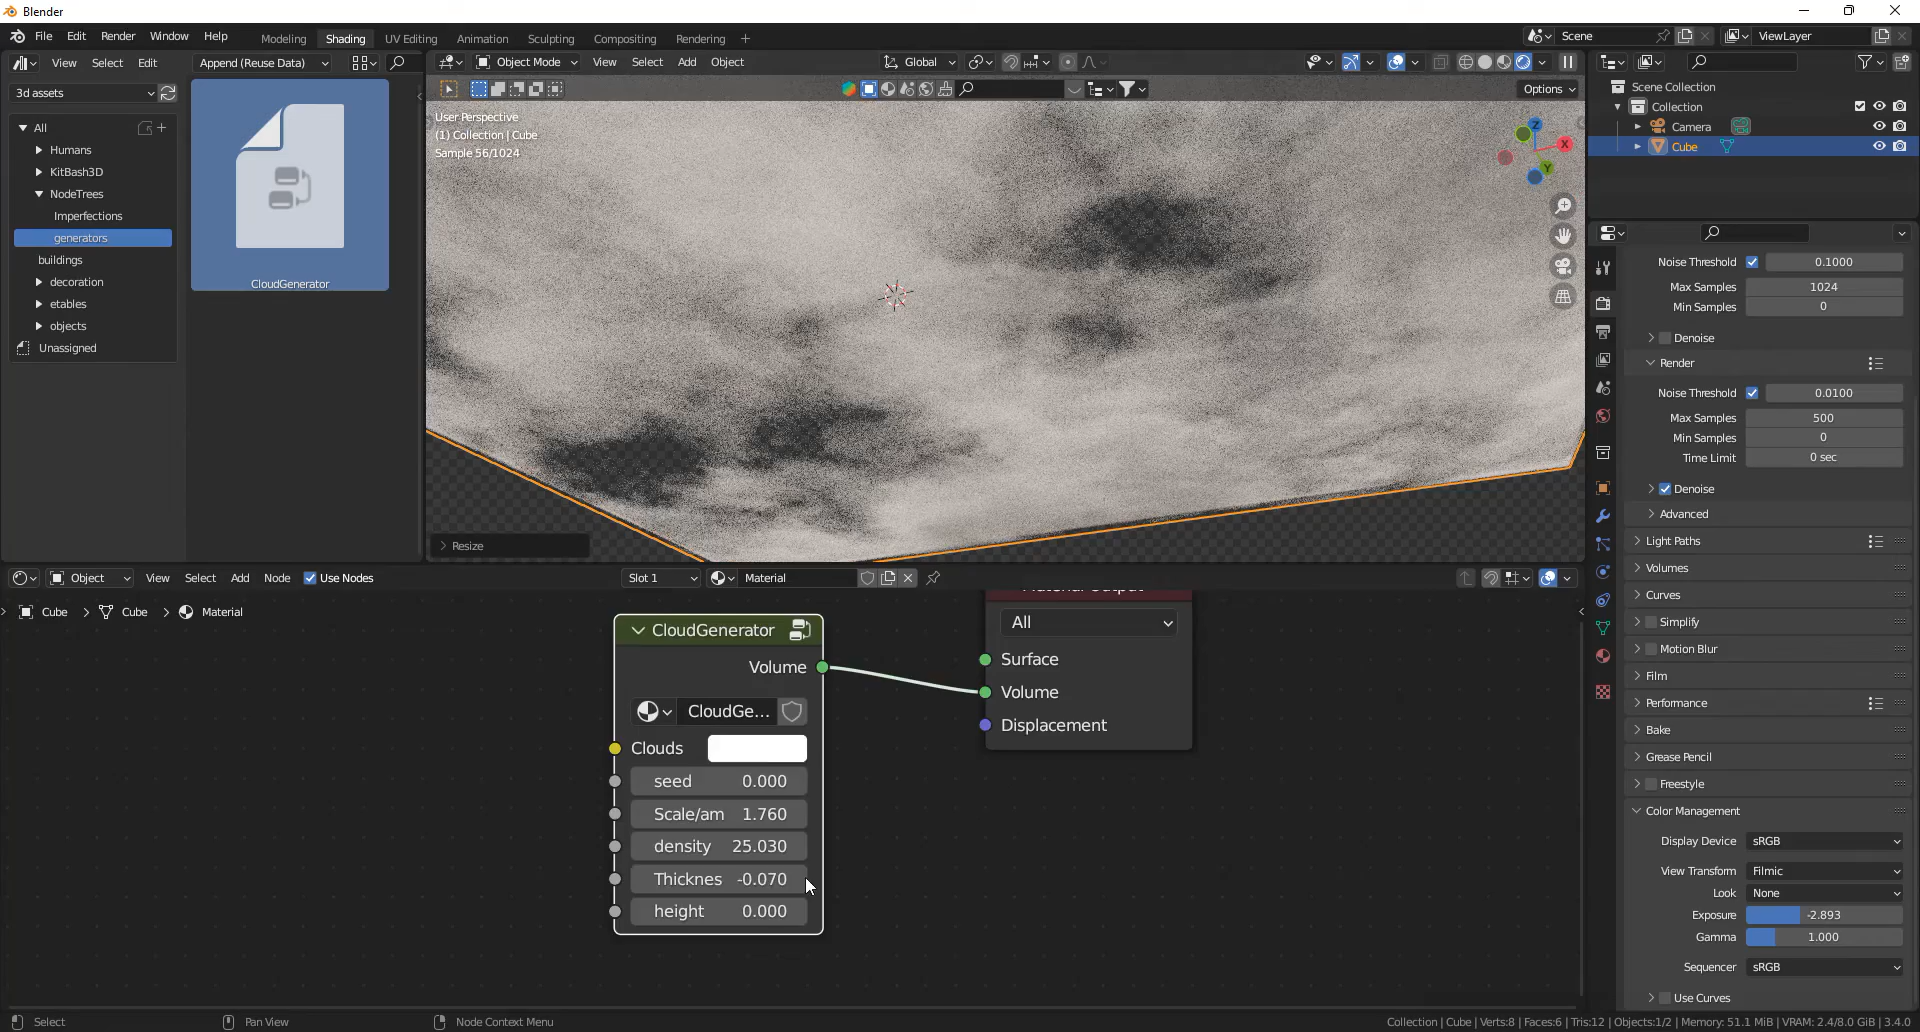 Blender
File Edit Render Window Help
Modeling Shading UV Editing Animation Sculpting Compositing Rendering +
Scene
ViewLayer
View Select Edit
Append (Reuse Data)
3d assets
All
Humans
KitBash3D
NodeTrees
Imperfections
generators
buildings
decoration
etables
objects
Unassigned
CloudGenerator
Object Mode View Select Add Object
Global
Options
User Perspective
(1) Collection | Cube
Sample 56/1024
Z
X
Y
Resize
Scene Collection
Collection
Camera
Cube
Noise Threshold 0.1000
Max Samples 1024
Min Samples 0
Denoise
Render
Noise Threshold 0.0100
Max Samples 500
Min Samples 0
Time Limit 0 sec
Denoise
Advanced
Light Paths
Volumes
Curves
Simplify
Motion Blur
Film
Performance
Bake
Grease Pencil
Freestyle
Color Management
Display Device sRGB
View Transform Filmic
Look None
Exposure -2.893
Gamma 1.000
Sequencer sRGB
Use Curves
Object View Select Add Node Use Nodes
Slot 1
Material
Cube > Cube > Material
CloudGenerator
Volume
CloudGe...
Clouds
seed 0.000
Scale/am 1.760
density 25.030
Thicknes -0.070
height 0.000
Material Output
All
Surface
Volume
Displacement
Select
Pan View
Node Context Menu
Collection | Cube | Verts:8 | Faces:6 | Tris:12 | Objects:1/2 | Memory: 51.1 MiB | VRAM: 2.4/8.0 GiB | 3.4.0